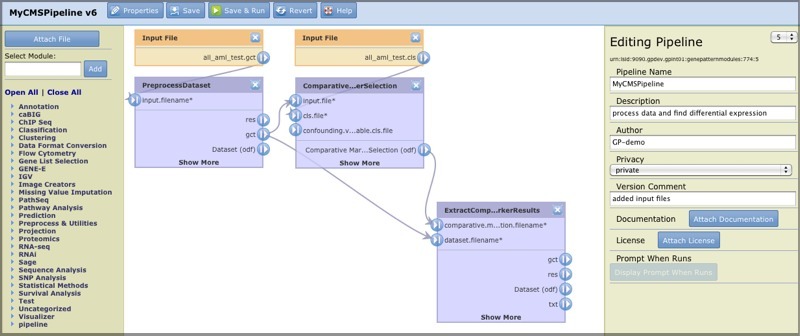 MyCMSPipeline v6
Properties
Save
Save & Run
Revert
Help
Attach File
Select Module:
Add
Open All | Close All
Annotation
caBIG
ChIP Seq
Classification
Clustering
Data Format Conversion
Flow Cytometry
Gene List Selection
GENE-E
IGV
Image Creators
Missing Value Imputation
PathSeq
Pathway Analysis
Prediction
Preprocess & Utilities
Projection
Proteomics
RNA-seq
RNAi
Sage
Sequence Analysis
SNP Analysis
Statistical Methods
Survival Analysis
Test
Uncategorized
Visualizer
pipeline
Input File
all_aml_test.gct
Input File
all_aml_test.cls
PreprocessDataset
input.filename*
res
gct
Dataset (odf)
Show More
Comparative...erSelection
input.file*
cls.file*
confounding.v...able.cls.file
Comparative Mar...Selection (odf)
Show More
ExtractComp...rkerResults
comparative.m...tion.filename*
dataset.filename*
gct
res
Dataset (odf)
txt
Show More
Editing Pipeline
5
urn:lsid:9090.gpdev.gpint01:genepatternmodules:774:5
Pipeline Name
MyCMSPipeline
Description
process data and find differential expression
Author
GP-demo
Privacy
private
Version Comment
added input files
Documentation
Attach Documentation
License
Attach License
Prompt When Runs
Display Prompt When Runs